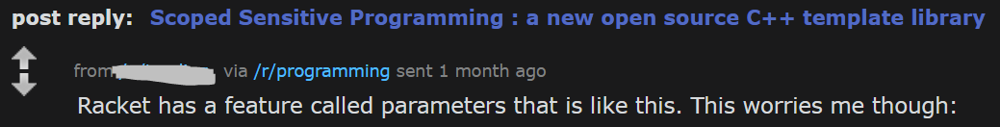 post reply: Scoped Sensitive Programming : a new open source C++ template library
from via /r/programming sent 1 month ago
Racket has a feature called parameters that is like this. This worries me though: